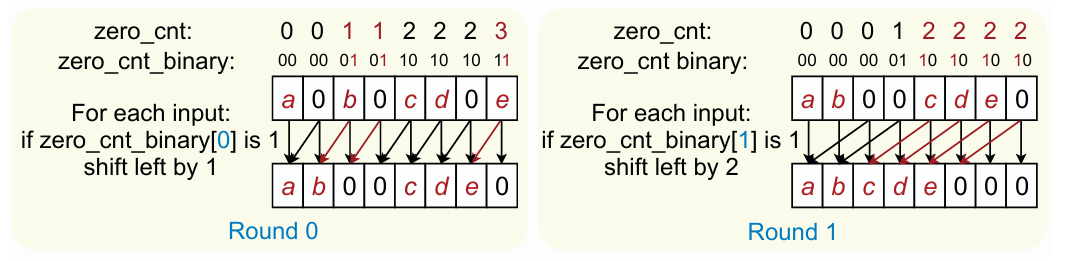 zero_cnt: 0 0 1 1 2 2 2 3
zero_cnt_binary: 00 00 01 01 10 10 10 11
a 0 b 0 c d 0 e
For each input:
if zero_cnt_binary[0] is 1
shift left by 1
a b 0 0 c d e 0
Round 0
zero_cnt: 0 0 0 1 2 2 2 2
zero_cnt binary: 00 00 00 01 10 10 10 10
a b 0 0 c d e 0
For each input:
if zero_cnt_binary[1] is 1
shift left by 2
a b c d e 0 0 0
Round 1